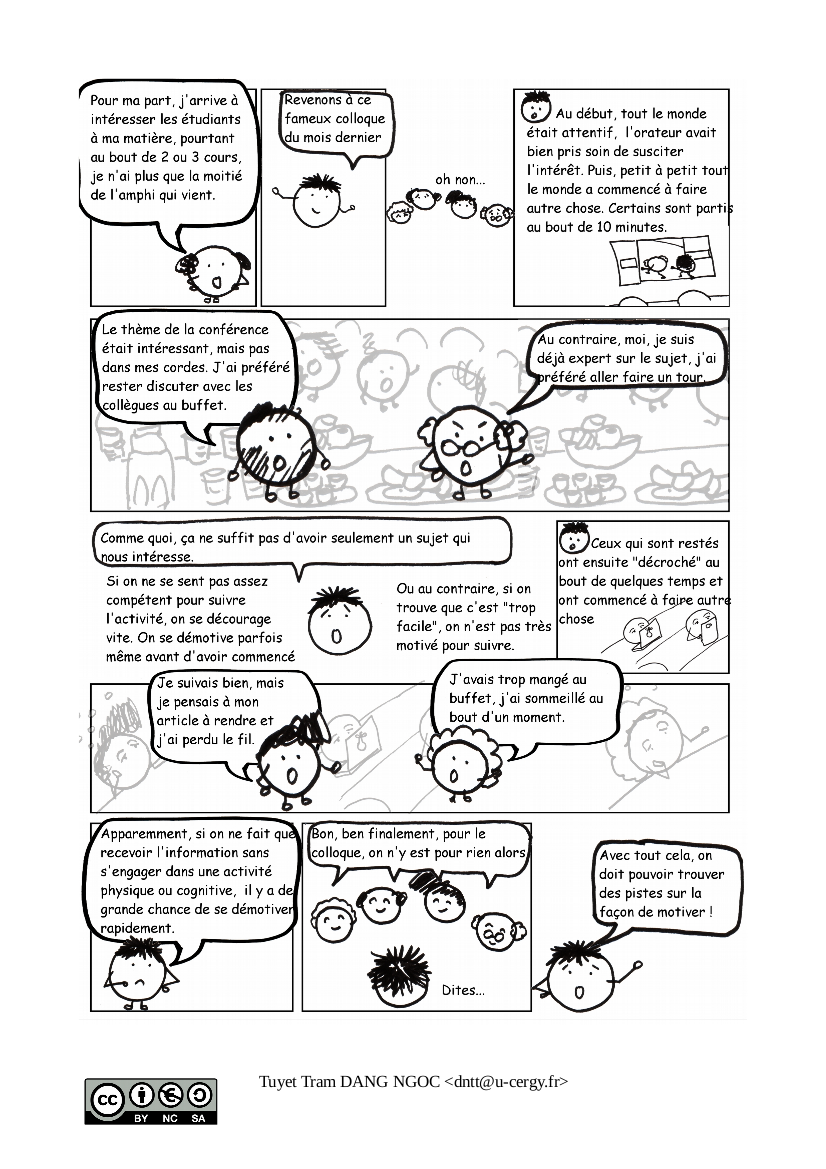 Pour ma part, j'arrive à
intéresser les étudiants
à ma matière, pourtant
au bout de 2 ou 3 cours,
je n'ai plus que la moitié
de l'amphi qui vient.
Revenons à ce
fameux colloque
du mois dernier
oh non...
Au début, tout le monde
était attentif, l'orateur avait
bien pris soin de susciter
l'intérêt. Puis, petit à petit tout
le monde a commencé à faire
autre chose. Certains sont partis
au bout de 10 minutes.
Le thème de la conférence
était intéressant, mais pas
dans mes cordes. J'ai préféré
rester discuter avec les
collègues au buffet.
Au contraire, moi, je suis
déjà expert sur le sujet, j'ai
préféré aller faire un tour.
Comme quoi, ça ne suffit pas d'avoir seulement un sujet qui
nous intéresse.
Si on ne se sent pas assez
compétent pour suivre
l'activité, on se décourage
vite. On se démotive parfois
même avant d'avoir commencé
Ou au contraire, si on
trouve que c'est "trop
facile", on n'est pas très
motivé pour suivre.
Ceux qui sont restés
ont ensuite "décroché" au
bout de quelques temps et
ont commencé à faire autre
chose
Je suivais bien, mais
je pensais à mon
article à rendre et
j'ai perdu le fil.
J'avais trop mangé au
buffet, j'ai sommeillé au
bout d'un moment.
Apparemment, si on ne fait que
recevoir l'information sans
s'engager dans une activité
physique ou cognitive, il y a de
grande chance de se démotiver
rapidement.
Bon, ben finalement, pour le
colloque, on n'y est pour rien alors
Dites...
Avec tout cela, on
doit pouvoir trouver
des pistes sur la
façon de motiver !
Tuyet Tram DANG NGOC <dntt@u-cergy.fr>
cc
BY NC SA